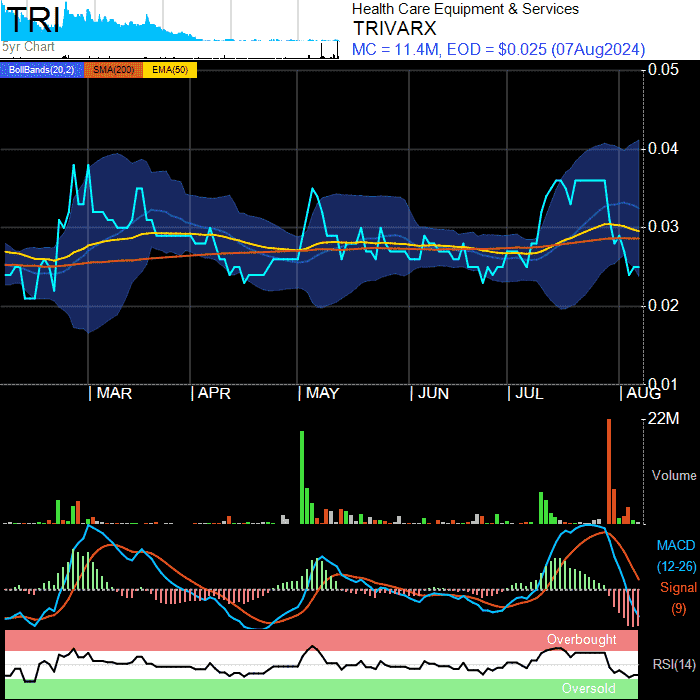 TRI
Health Care Equipment & Services
TRIVARX
5yr Chart
MC = 11.4M, EOD = $0.025 (07Aug2024)
BollBands(20,2) SMA(200) EMA(50)
0.05
0.04
0.03
0.02
0.01
MAR APR MAY JUN JUL AUG
22M
Volume
MACD
(12-26)
Signal
(9)
Overbought
RSI(14)
Oversold